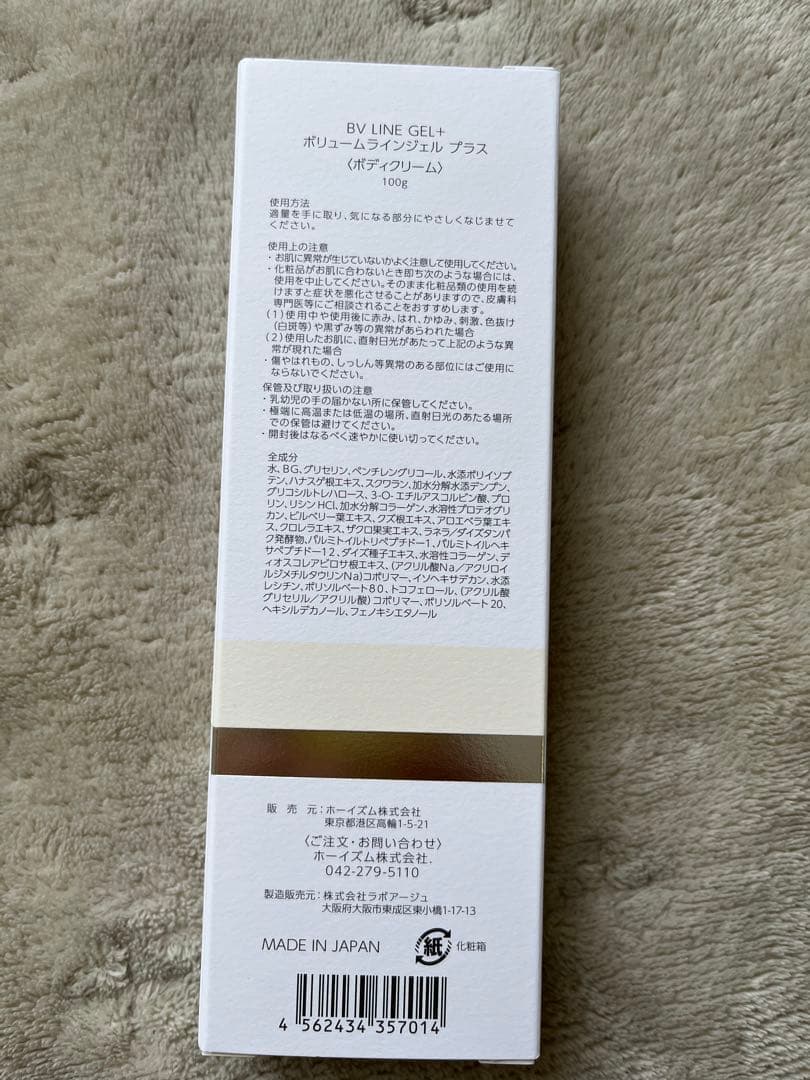 BV LINE GEL+
ボリュームラインジェル プラス
〈ボディクリーム〉
100g
使用方法
適量を手に取り、気になる部分にやさしくなじませて
ください。
使用上の注意
・お肌に異常が生じていないかよく注意して使用してください。
・化粧品がお肌に合わないとき即ち次のような場合には、
使用を中止してください。そのまま化粧品類の使用を続
けますと症状を悪化させることがありますので、皮膚科
専門医等にご相談されることをおすすめします。
(1)使用中や使用後に赤み、はれ、かゆみ、刺激、色抜け
(白斑等)や黒ずみ等の異常があらわれた場合
(2)使用したお肌に、直射日光があたって上記のような異
常が現れた場合
・傷やはれもの、しっしん等異常のある部位にはご使用に
ならないでください。
保管及び取り扱いの注意
・乳幼児の手の届かない所に保管してください。
・極端に高温または低温の場所、直射日光のあたる場所
での保管は避けてください。
・開封後はなるべく速やかに使い切ってください。
全成分
水、BG、グリセリン、ペンチレングリコール、水添ポリイソブ
テン、ハナスゲ根エキス、スクワラン、加水分解水添デンプン、
グリコシルトレハロース、3-O-エチルアスコルビン酸、プロ
リン、リシンHCl、加水分解コラーゲン、水溶性プロテオグリ
カン、ビルベリー葉エキス、クズ根エキス、アロエベラ葉エキ
ス、クロレラエキス、ザクロ果実エキス、ラネラ/ダイズタンパ
ク発酵物、パルミトイルトリペプチド-1、パルミトイルヘキ
サペプチド-12、ダイズ種子エキス、水溶性コラーゲン、デ
ィオスコレアビロサ根エキス、(アクリル酸Na/アクリロイ
ルジメチルタウリンNa)コポリマー、イソヘキサデカン、水添
レシチン、ポリソルベート80、トコフェロール、(アクリル酸
グリセリル/アクリル酸)コポリマー、ポリソルベート20、
ヘキシルデカノール、フェノキシエタノール
販 売 元:ホーイズム株式会社
東京都港区高輪1-5-21
〈ご注文・お問い合わせ〉
ホーイズム株式会社.
042-279-5110
製造販売元:株式会社ラボアージュ
大阪府大阪市東成区東小橋1-17-13
MADE IN JAPAN 紙 化粧箱
4 562434 357014